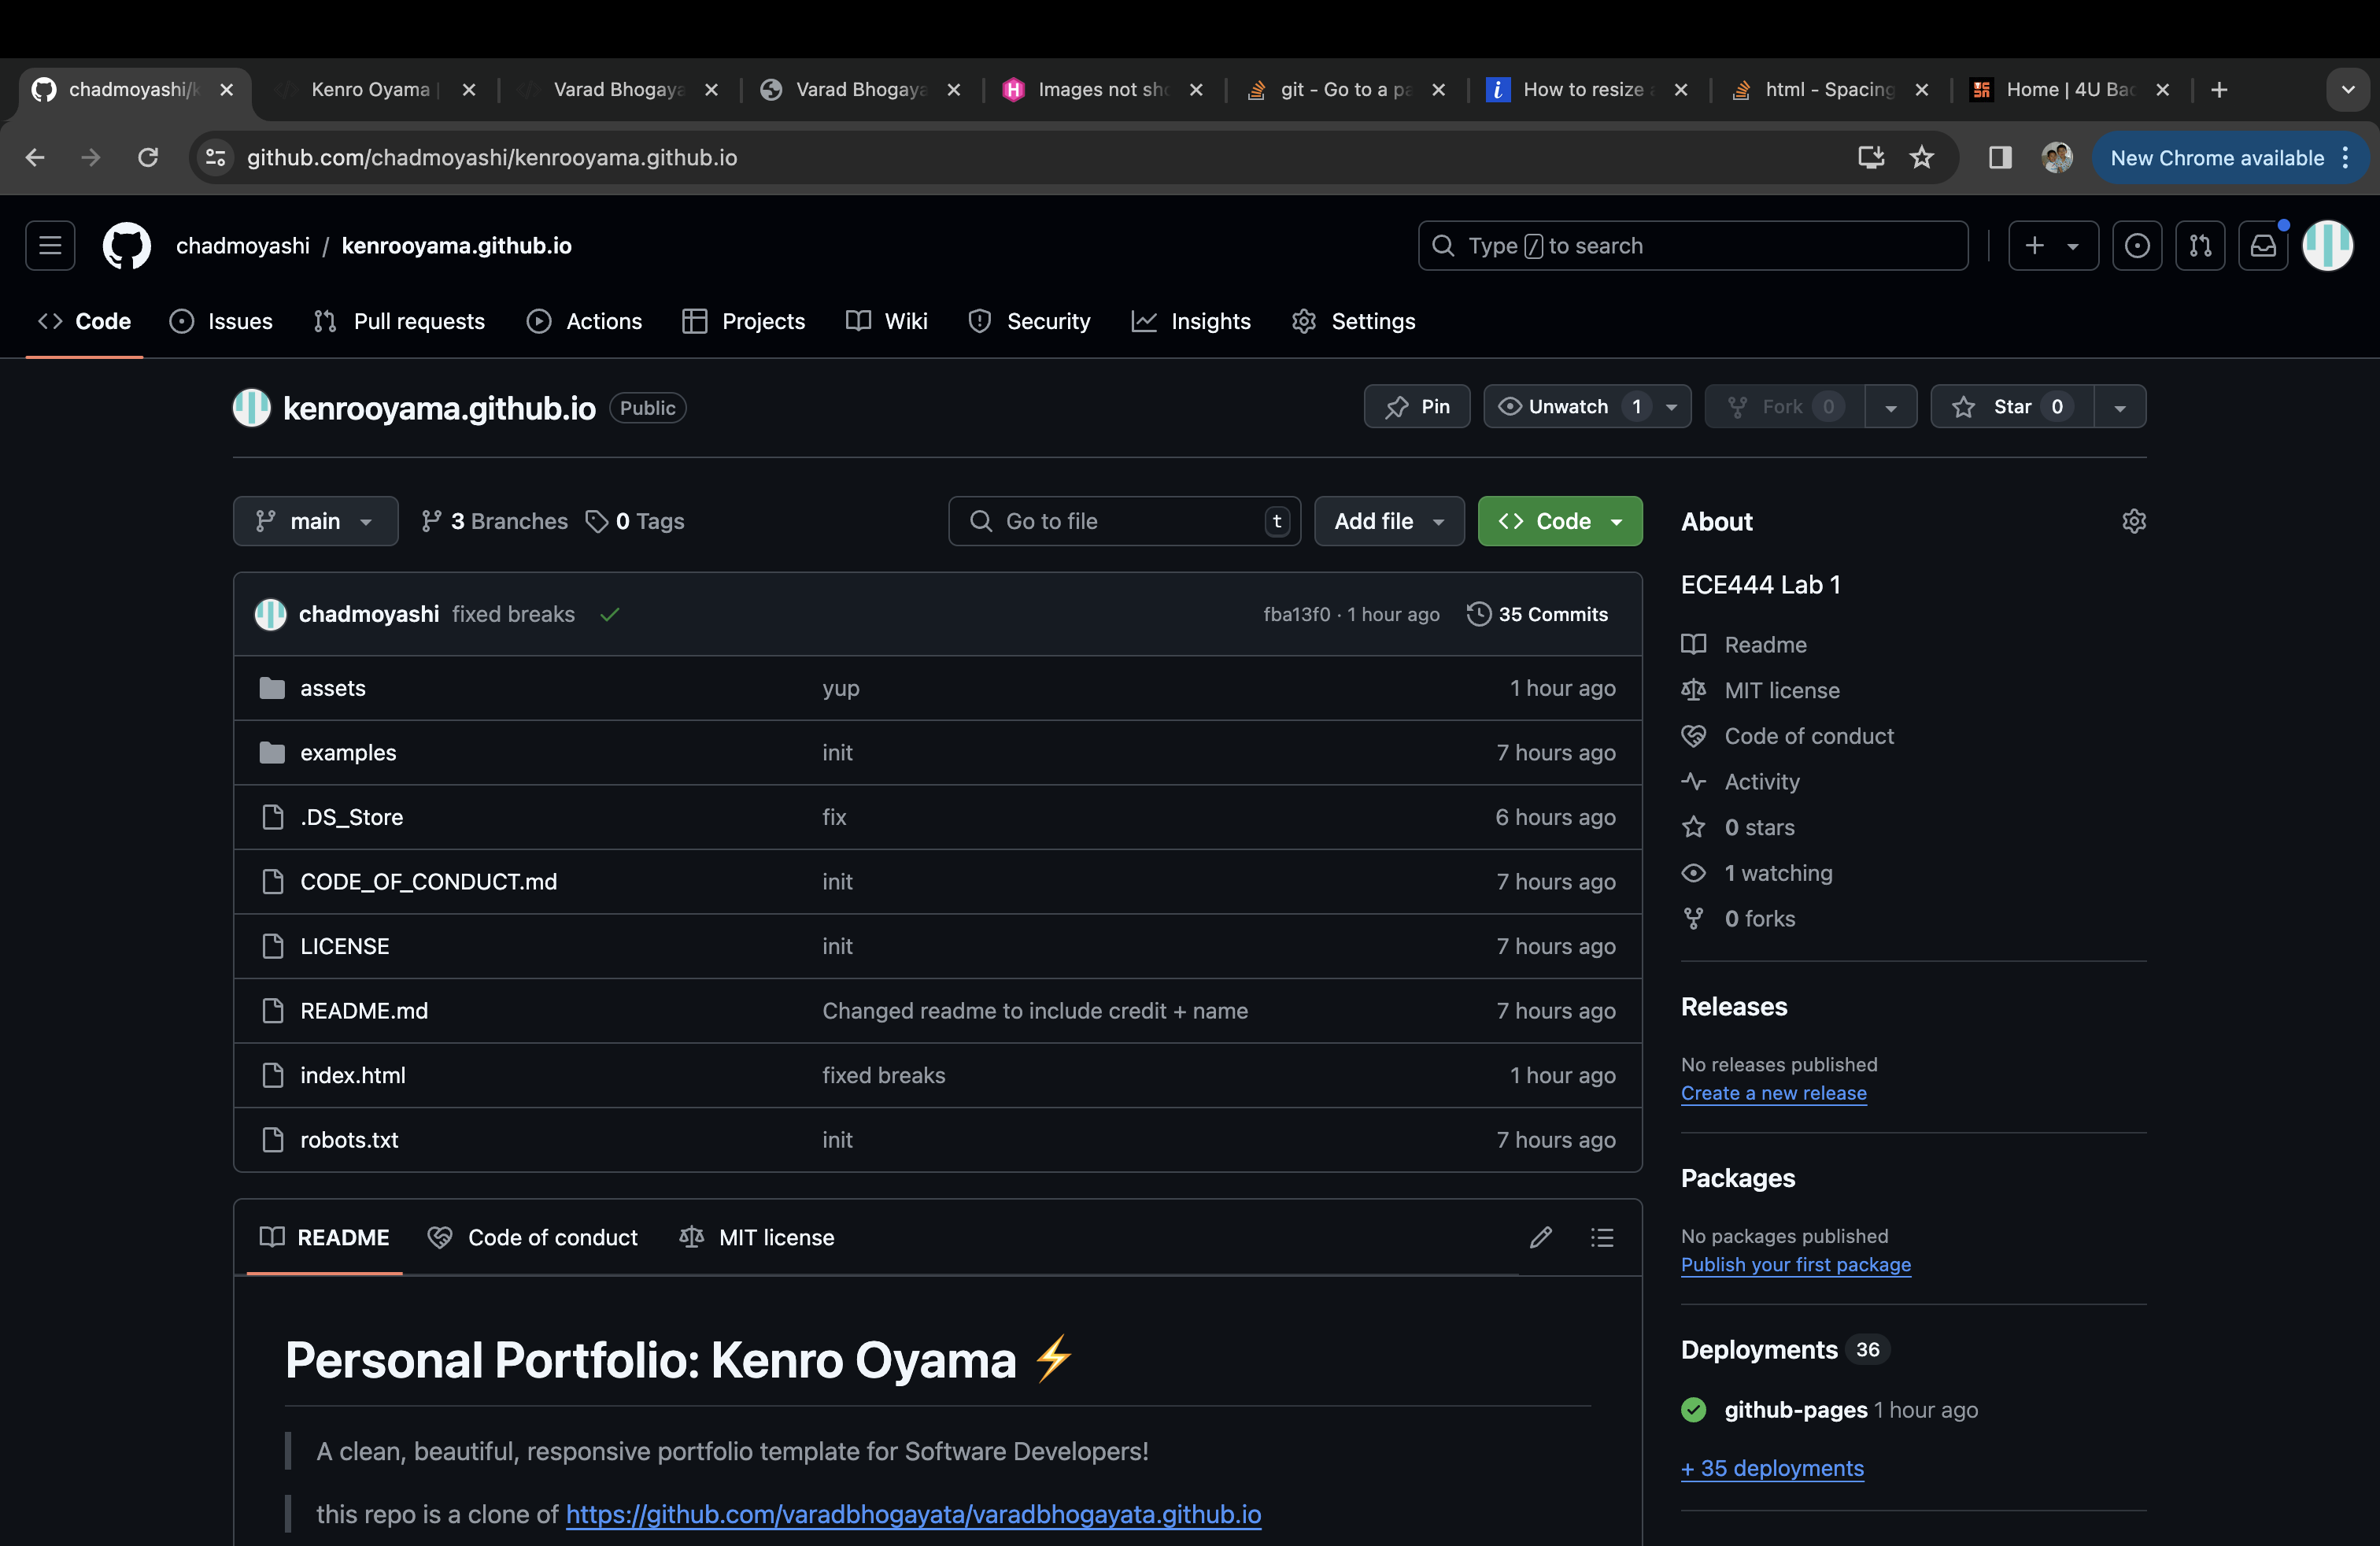 chadmoyashi/k
Kenro Oyama |
Varad Bhogaya
Varad Bhogaya
Images not sho
git - Go to a pa
How to resize a
html - Spacing
Home | 4U Bac
github.com/chadmoyashi/kenrooyama.github.io
New Chrome available
chadmoyashi / kenrooyama.github.io
Type / to search
Code
Issues
Pull requests
Actions
Projects
Wiki
Security
Insights
Settings
kenrooyama.github.io Public
Pin
Unwatch 1
Fork 0
Star 0
main
3 Branches
0 Tags
Go to file t
Add file
Code
chadmoyashi fixed breaks
fba13f0 · 1 hour ago
35 Commits
assets yup 1 hour ago
examples init 7 hours ago
.DS_Store fix 6 hours ago
CODE_OF_CONDUCT.md init 7 hours ago
LICENSE init 7 hours ago
README.md Changed readme to include credit + name 7 hours ago
index.html fixed breaks 1 hour ago
robots.txt init 7 hours ago
README
Code of conduct
MIT license
Personal Portfolio: Kenro Oyama ⚡
A clean, beautiful, responsive portfolio template for Software Developers!
this repo is a clone of https://github.com/varadbhogayata/varadbhogayata.github.io
About
ECE444 Lab 1
Readme
MIT license
Code of conduct
Activity
0 stars
1 watching
0 forks
Releases
No releases published
Create a new release
Packages
No packages published
Publish your first package
Deployments 36
github-pages 1 hour ago
+ 35 deployments